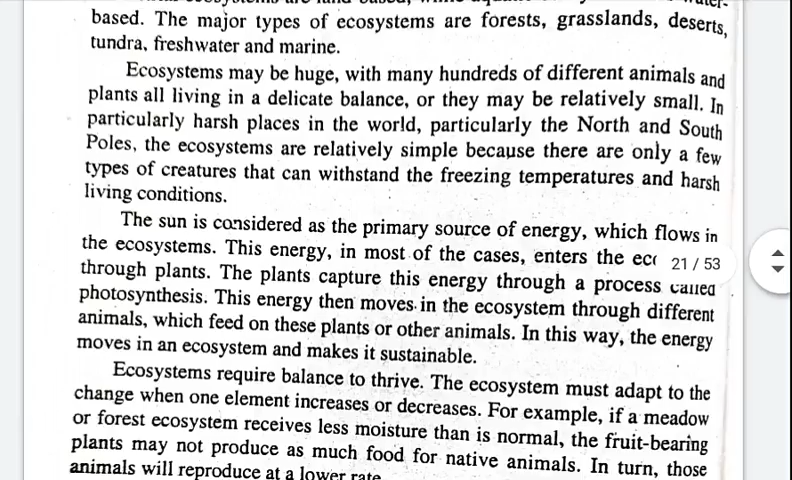 based. The major types of ecosystems are forests, grasslands, deserts,
tundra, freshwater and marine.
Ecosystems may be huge, with many hundreds of different animals and
plants all living in a delicate balance, or they may be relatively small. In
particularly harsh places in the world, particularly the North and South
Poles, the ecosystems are relatively simple because there are only a few
types of creatures that can withstand the freezing temperatures and harsh
living conditions.
The sun is considered as the primary source of energy, which flows in
the ecosystems. This energy, in most of the cases, enters the
21 / 53
through plants. The plants capture this energy through a process called
photosynthesis. This energy then moves in the ecosystem through different
animals, which feed on these plants or other animals. In this way, the energy
moves in an ecosystem and makes it sustainable.
Ecosystems require balance to thrive. The ecosystem must adapt to the
change when one element increases or decreases. For example, if a meadow
or forest ecosystem receives less moisture than is normal, the fruit-bearing
plants may not produce as much food for native animals. In turn, those
animals will reproduce at a lower rate